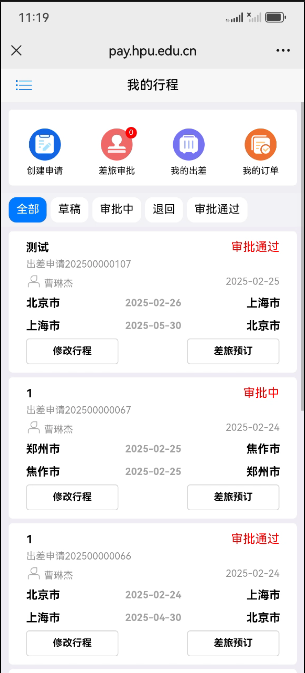 11:19
pay.hpu.edu.cn
我的行程
创建申请 差旅审批 0 我的出差 我的订单
全部 草稿 审批中 退回 审批通过
测试 审批通过
出差申请202500000107
曹琳杰 2025-02-25
北京市 2025-02-26 上海市
上海市 2025-05-30 北京市
修改行程 差旅预订
1 审批中
出差申请202500000067
曹琳杰 2025-02-24
郑州市 2025-02-25 焦作市
焦作市 2025-02-25 郑州市
修改行程 差旅预订
1 审批通过
出差申请202500000066
曹琳杰 2025-02-24
北京市 2025-02-24 上海市
上海市 2025-04-30 北京市
修改行程 差旅预订